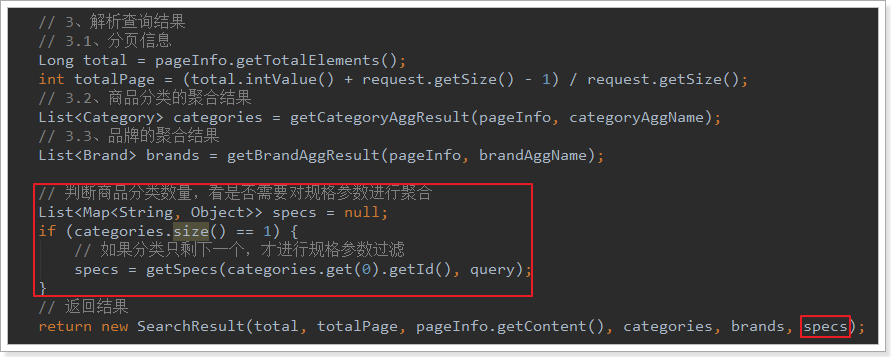 // 3、解析查询结果
// 3.1、分页信息
Long total = pageInfo.getTotalElements();
int totalPage = (total.intValue() + request.getSize() - 1) / request.getSize();
// 3.2、商品分类的聚合结果
List<Category> categories = getCategoryAggResult(pageInfo, categoryAggName);
// 3.3、品牌的聚合结果
List<Brand> brands = getBrandAggResult(pageInfo, brandAggName);
// 判断商品分类数量，看是否需要对规格参数进行聚合
List<Map<String, Object>> specs = null;
if (categories.size() == 1) {
// 如果分类只剩下一个，才进行规格参数过滤
specs = getSpecs(categories.get(0).getId(), query);
}
// 返回结果
return new SearchResult(total, totalPage, pageInfo.getContent(), categories, brands, specs);